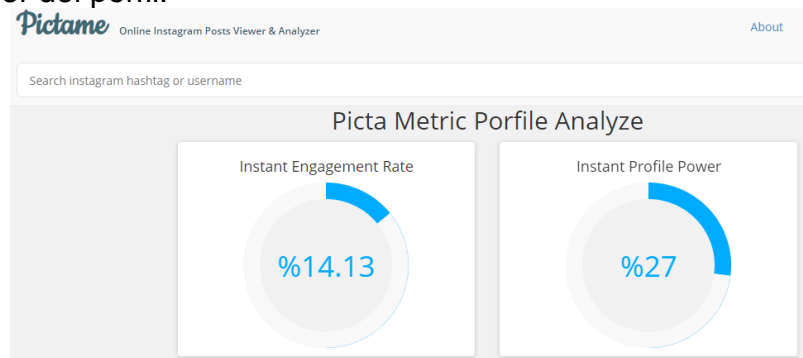 Pictame Online Instagram Posts Viewer & Analyzer About
Search instagram hashtag or username
Picta Metric Porfile Analyze
Instant Engagement Rate Instant Profile Power
%14.13 %27